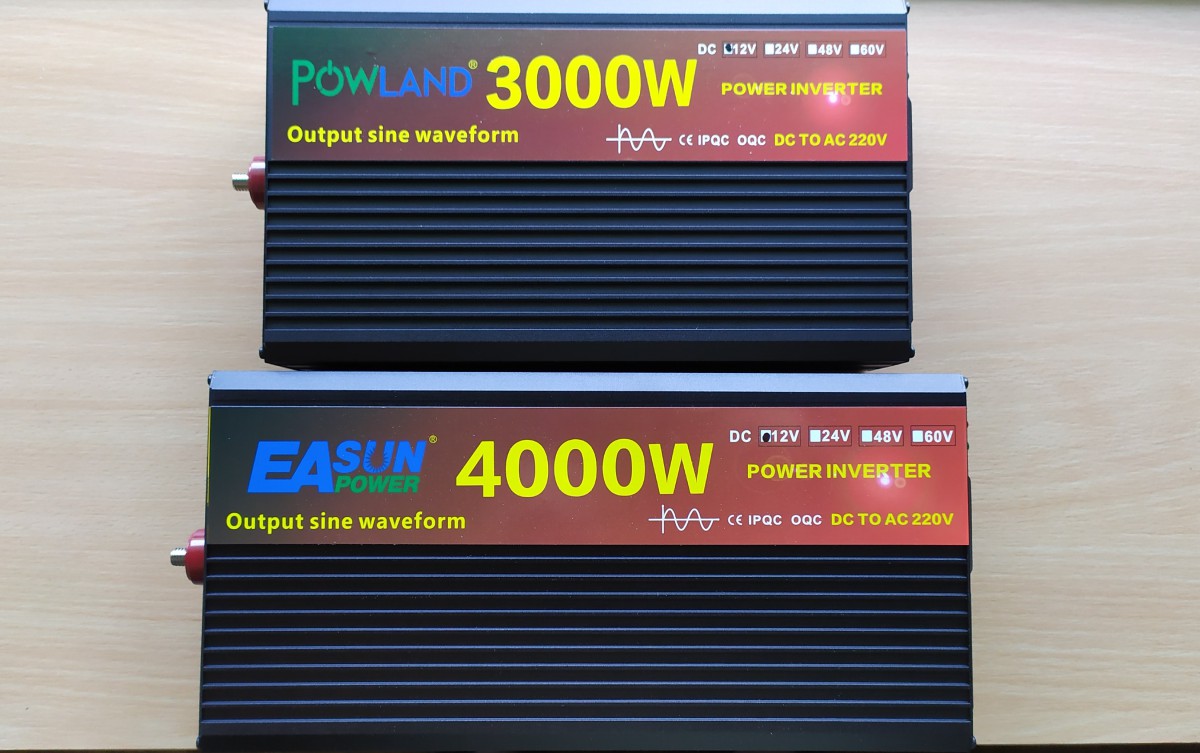 DC 12V 24V 48V 60V
POWLAND® 3000W POWER INVERTER
Output sine waveform CE IPQC OQC DC TO AC 220V
DC 12V 24V 48V 60V
EASUN POWER® 4000W POWER INVERTER
Output sine waveform CE IPQC OQC DC TO AC 220V